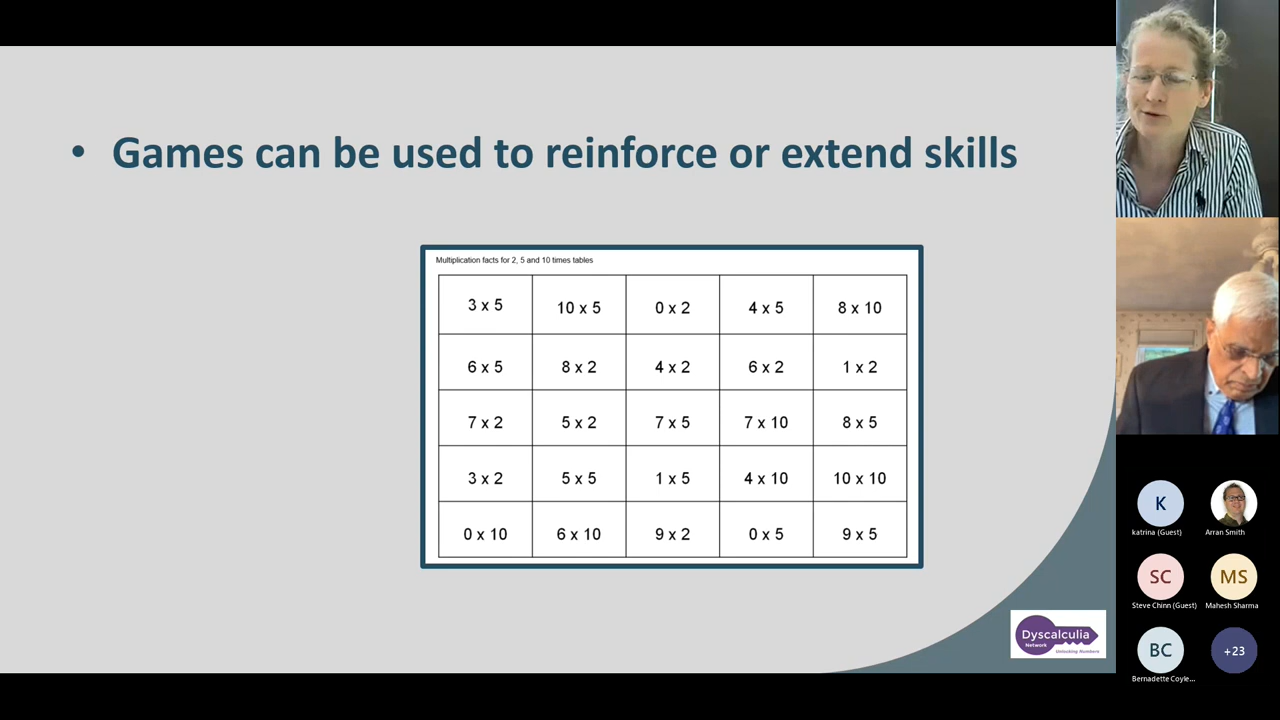 • Games can be used to reinforce or extend skills
Multiplication facts for 2, 5 and 10 times tables
3 x 5 10 x 5 0 x 2 4 x 5 8 x 10
6 x 5 8 x 2 4 x 2 6 x 2 1 x 2
7 x 2 5 x 2 7 x 5 7 x 10 8 x 5
3 x 2 5 x 5 1 x 5 4 x 10 10 x 10
0 x 10 6 x 10 9 x 2 0 x 5 9 x 5
Dyscalculia
Network
Unlocking Numbers
K
katrina (Guest) Arran Smith
SC MS
Steve Chinn (Guest) Mahesh Sharma
BC +23
Bernadette Coyle...